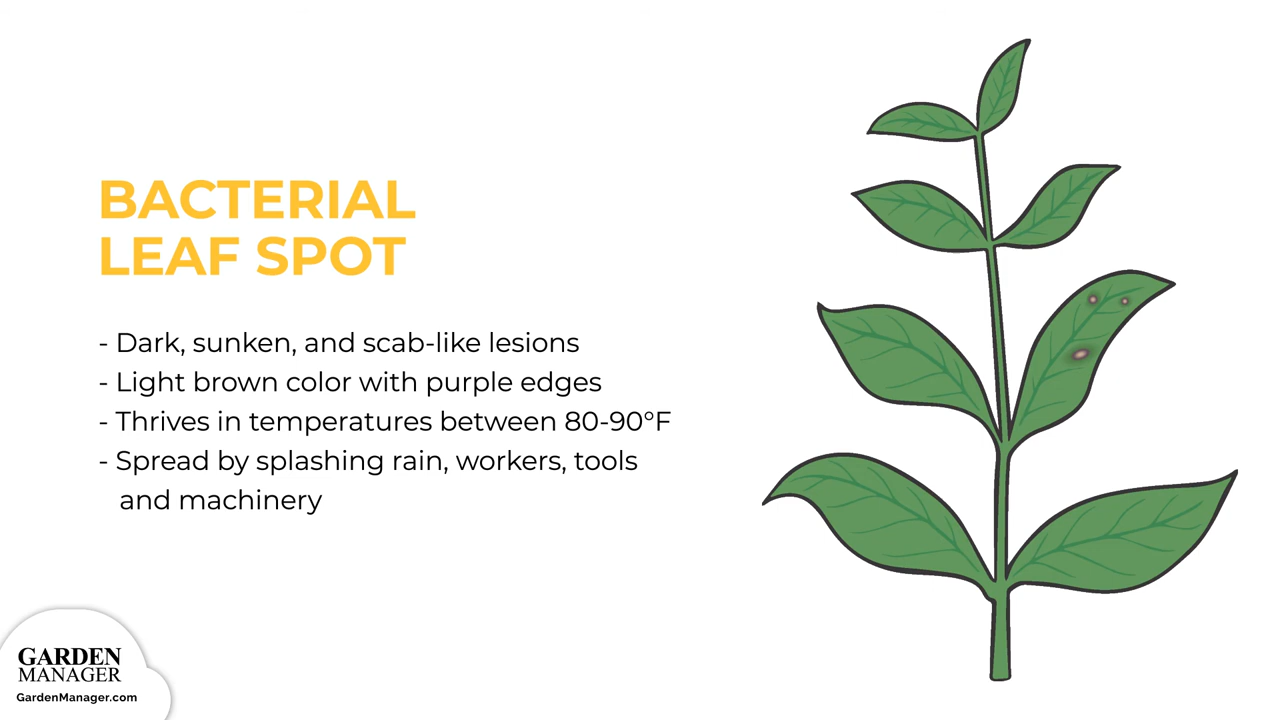 BACTERIAL
LEAF SPOT
- Dark, sunken, and scab-like lesions
- Light brown color with purple edges
- Thrives in temperatures between 80-90°F
- Spread by splashing rain, workers, tools
and machinery
GARDEN
MANAGER
GardenManager.com